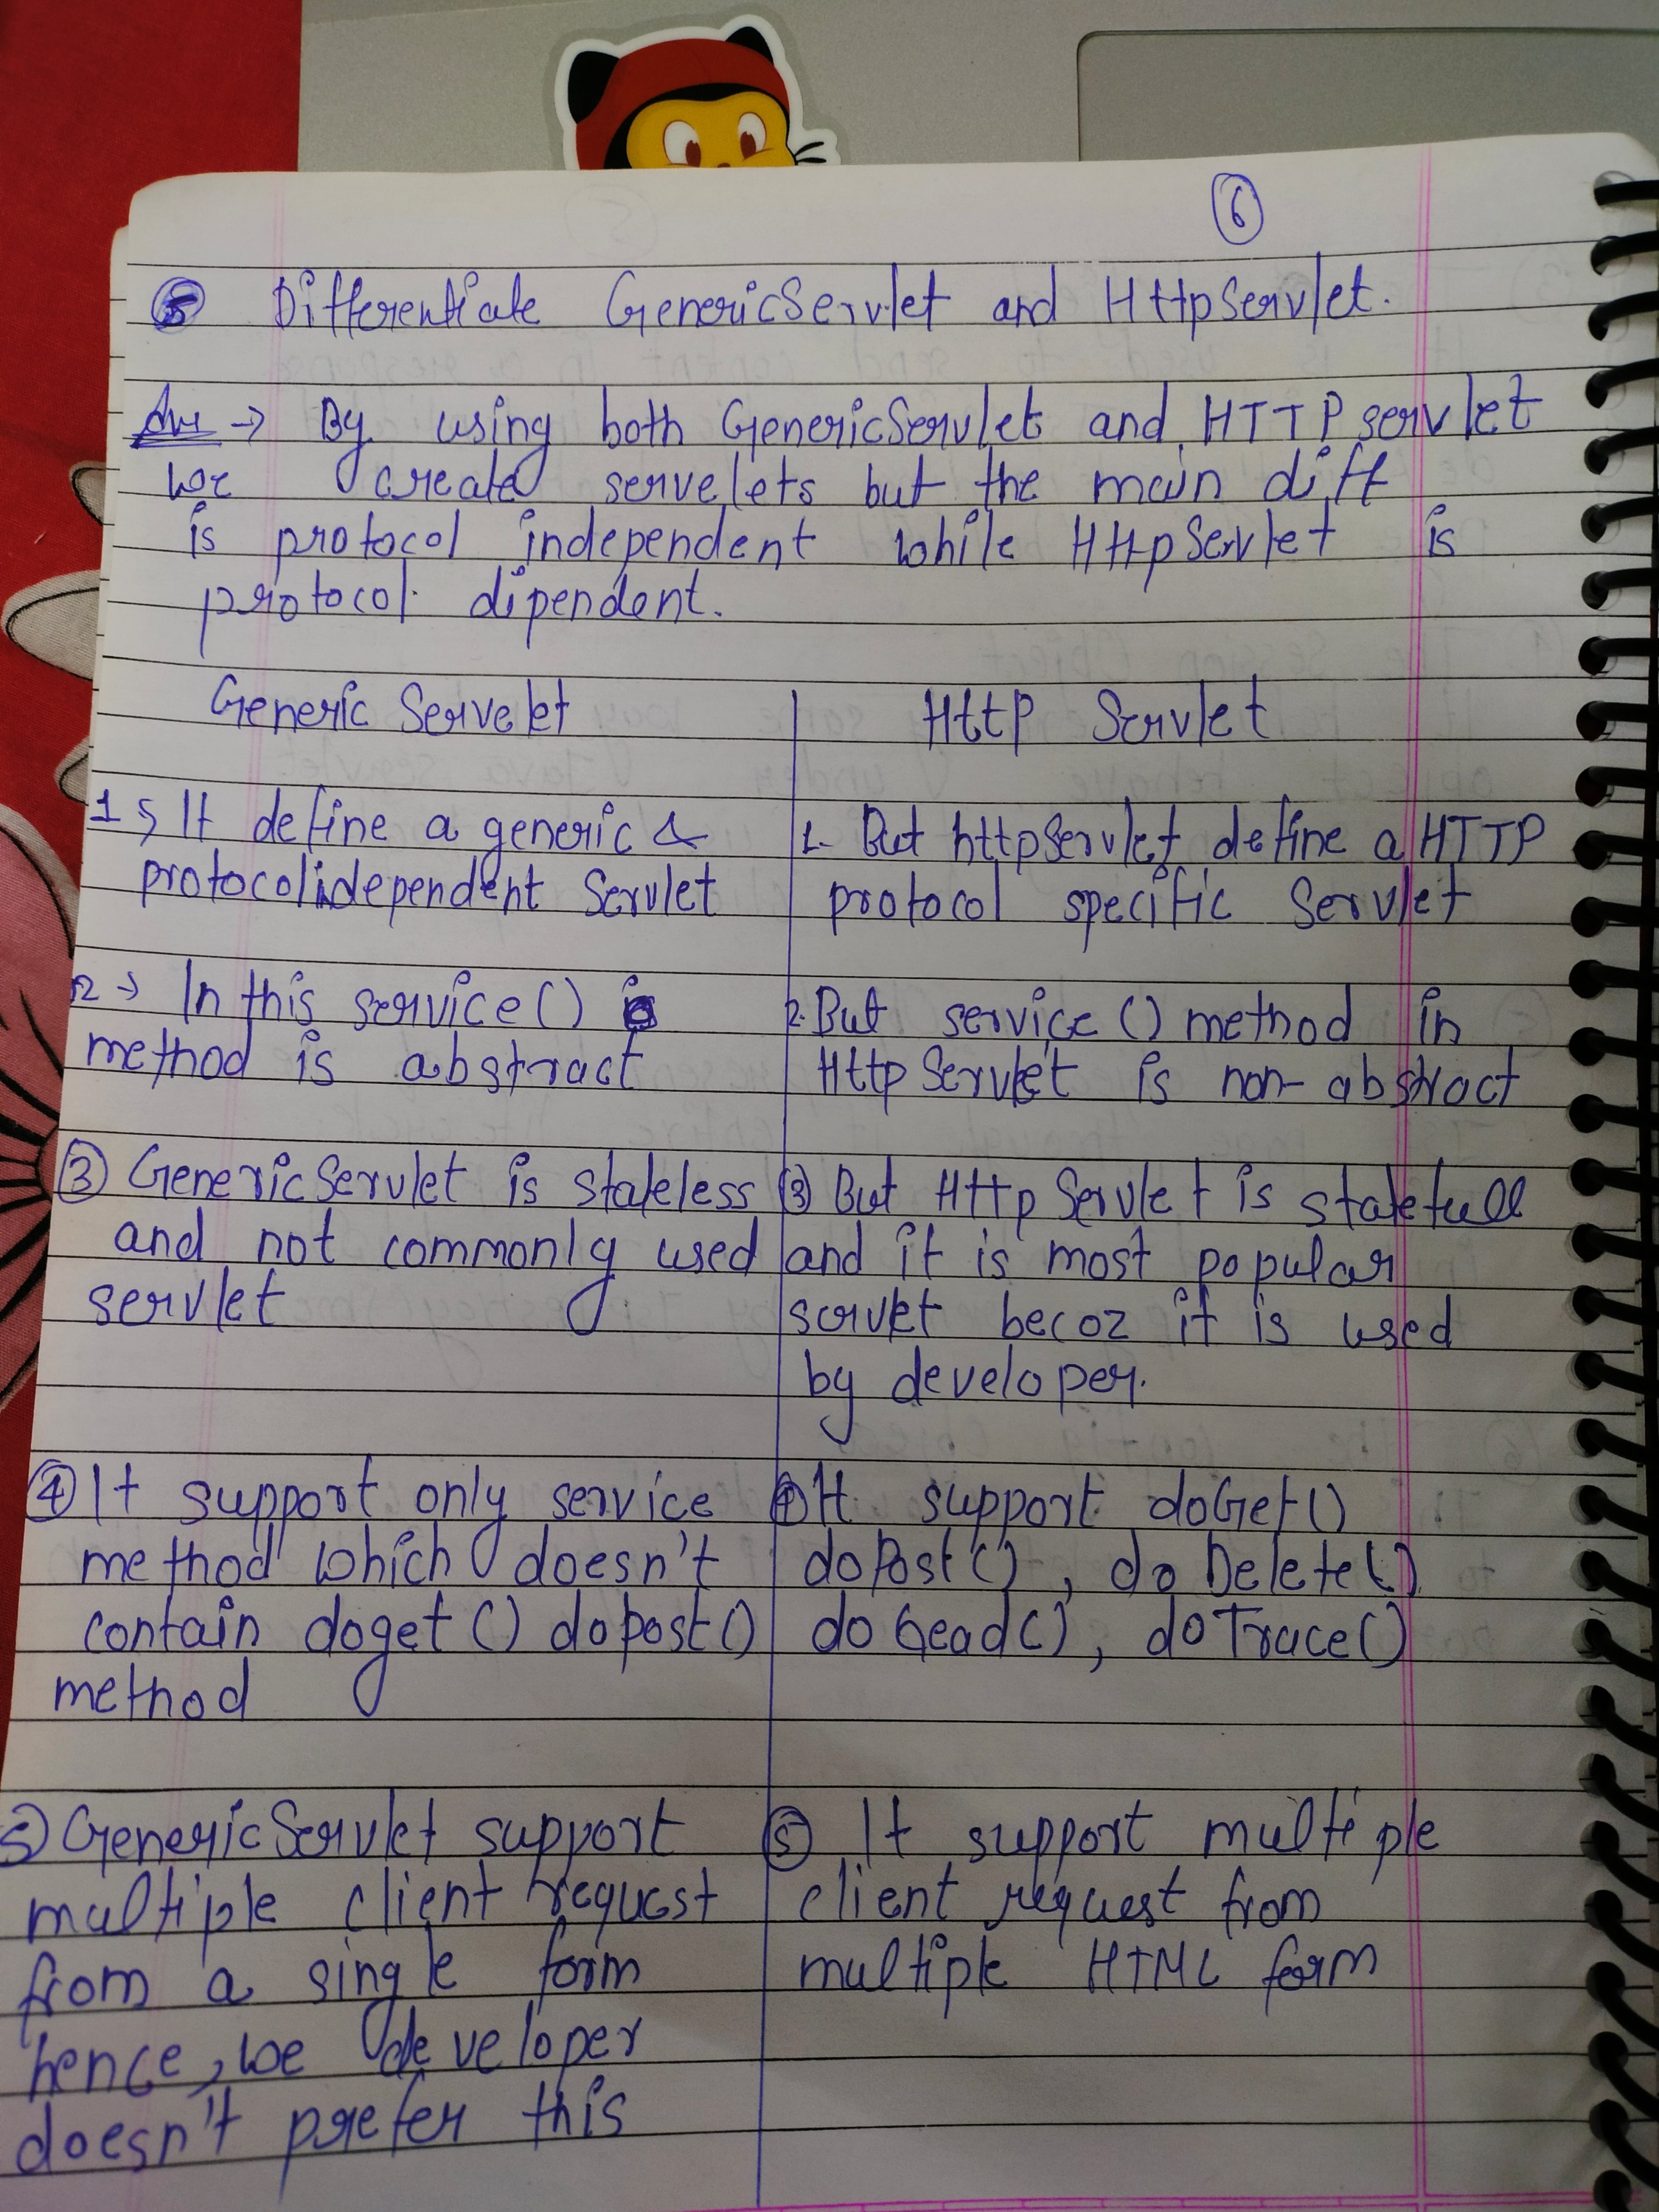 6
5 Differentiate GenericServlet and HttpServlet.
Ans → By using both GenericServlet and HTTP servlet
we create servelets but the main diff
is protocol independent while HttpServlet is
protocol dipendent.
Generic Servelet
1 → It define a generic &
protocolidependent Servlet
2 → In this service()
method is abstract
3 GenericServlet is stateless
and not commonly used
servlet
4 It support only service
method which doesn't
contain doget() dopost()
method
5 GenericServlet support
multiple client request
from a single form
hence, we developer
doesn't prefer this
Http Servlet
1. But httpServlet define a HTTP
protocol specific Servlet
2. But service() method in
HttpServlet is non-abstract
3 But HttpServlet is statefull
and it is most popular
servlet becoz it is used
by developer.
4 It support doGet()
doPost(), doDelete()
doHead(), doTrace()
5 It support multiple
client request from
multiple HTML form